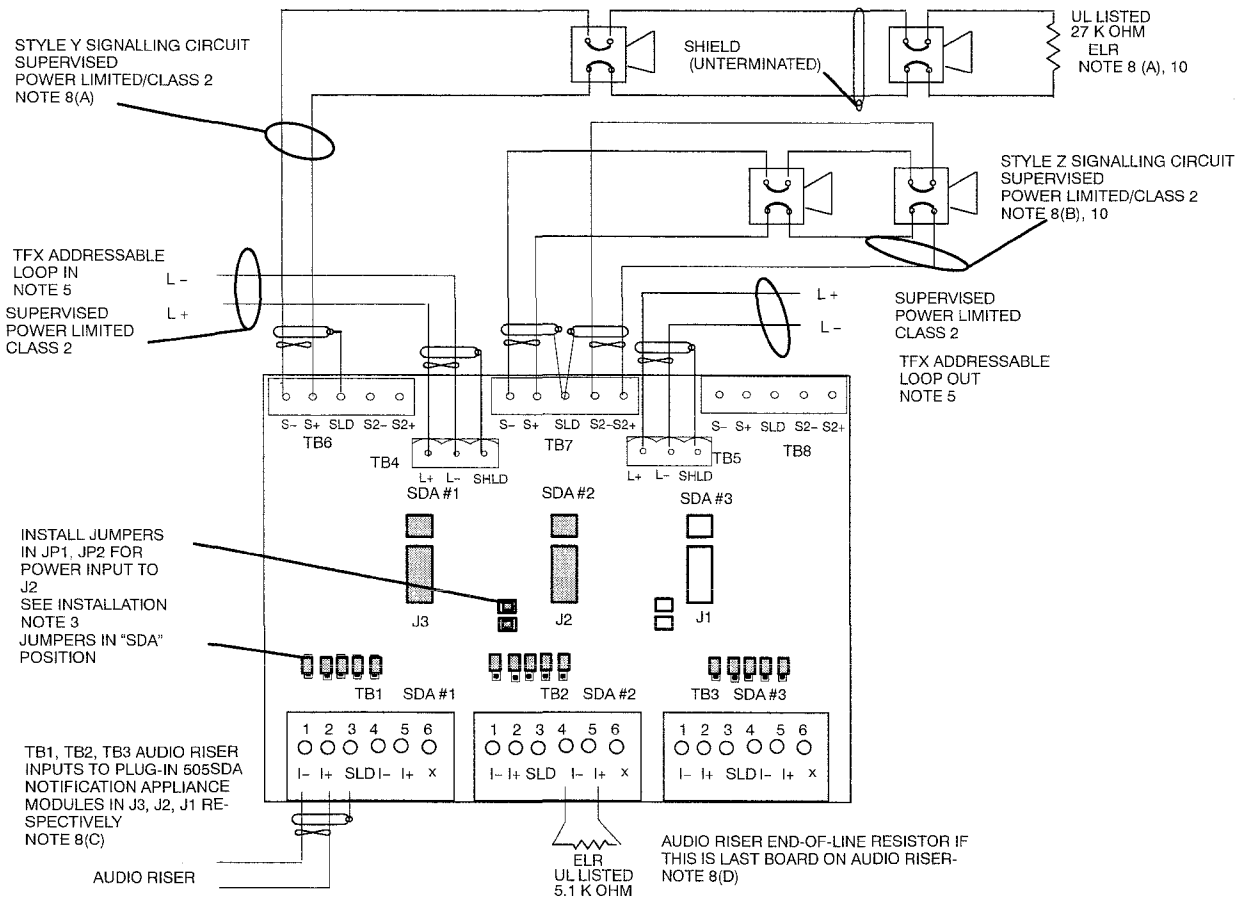 STYLE Y SIGNALLING CIRCUIT
SUPERVISED
POWER LIMITED/CLASS 2
NOTE 8(A)
SHIELD
(UNTERMINATED)
UL LISTED
27 K OHM
ELR
NOTE 8 (A), 10
STYLE Z SIGNALLING CIRCUIT
SUPERVISED
POWER LIMITED/CLASS 2
NOTE 8(B), 10
TFX ADDRESSABLE
LOOP IN
NOTE 5
L -
L +
SUPERVISED
POWER LIMITED
CLASS 2
L +
L -
SUPERVISED
POWER LIMITED
CLASS 2
TFX ADDRESSABLE
LOOP OUT
NOTE 5
S- S+ SLD S2- S2+
TB6
S- S+ SLD S2- S2+
TB7
S- S+ SLD S2- S2+
TB8
TB4
L+ L- SHLD
TB5
L+ L- SHLD
SDA #1
SDA #2
SDA #3
J3
J2
J1
INSTALL JUMPERS
IN JP1, JP2 FOR
POWER INPUT TO
J2
SEE INSTALLATION
NOTE 3
JUMPERS IN "SDA"
POSITION
TB1 SDA #1
TB2 SDA #2
TB3 SDA #3
1 2 3 4 5 6
I- I+ SLD I- I+ X
1 2 3 4 5 6
I- I+ SLD I- I+ X
1 2 3 4 5 6
I- I+ SLD I- I+ X
TB1, TB2, TB3 AUDIO RISER
INPUTS TO PLUG-IN 505SDA
NOTIFICATION APPLIANCE
MODULES IN J3, J2, J1 RE-
SPECTIVELY
NOTE 8(C)
AUDIO RISER
ELR
UL LISTED
5.1 K OHM
AUDIO RISER END-OF-LINE RESISTOR IF
THIS IS LAST BOARD ON AUDIO RISER-
NOTE 8(D)